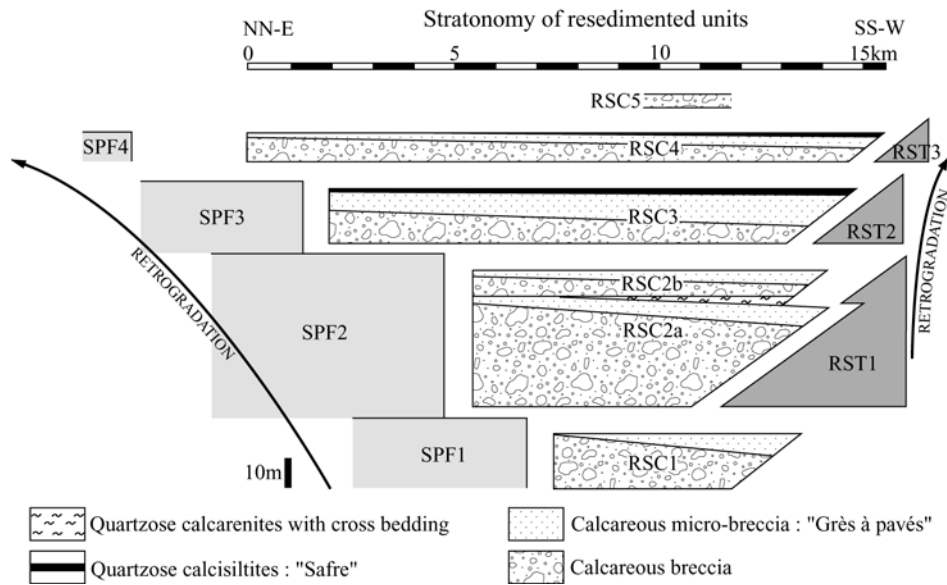 Stratonomy of resedimented units
NN-E
SS-W
0
5
10
15km
RSC5
SPF4
RSC4
RST3
SPF3
RSC3
RST2
RETROGRADATION
RETROGRADATION
SPF2
RSC2b
RSC2a
RST1
SPF1
RSC1
10m
Quartzose calcarenites with cross bedding
Calcareous micro-breccia : "Grès à pavés"
Quartzose calcisiltites : "Safre"
Calcareous breccia